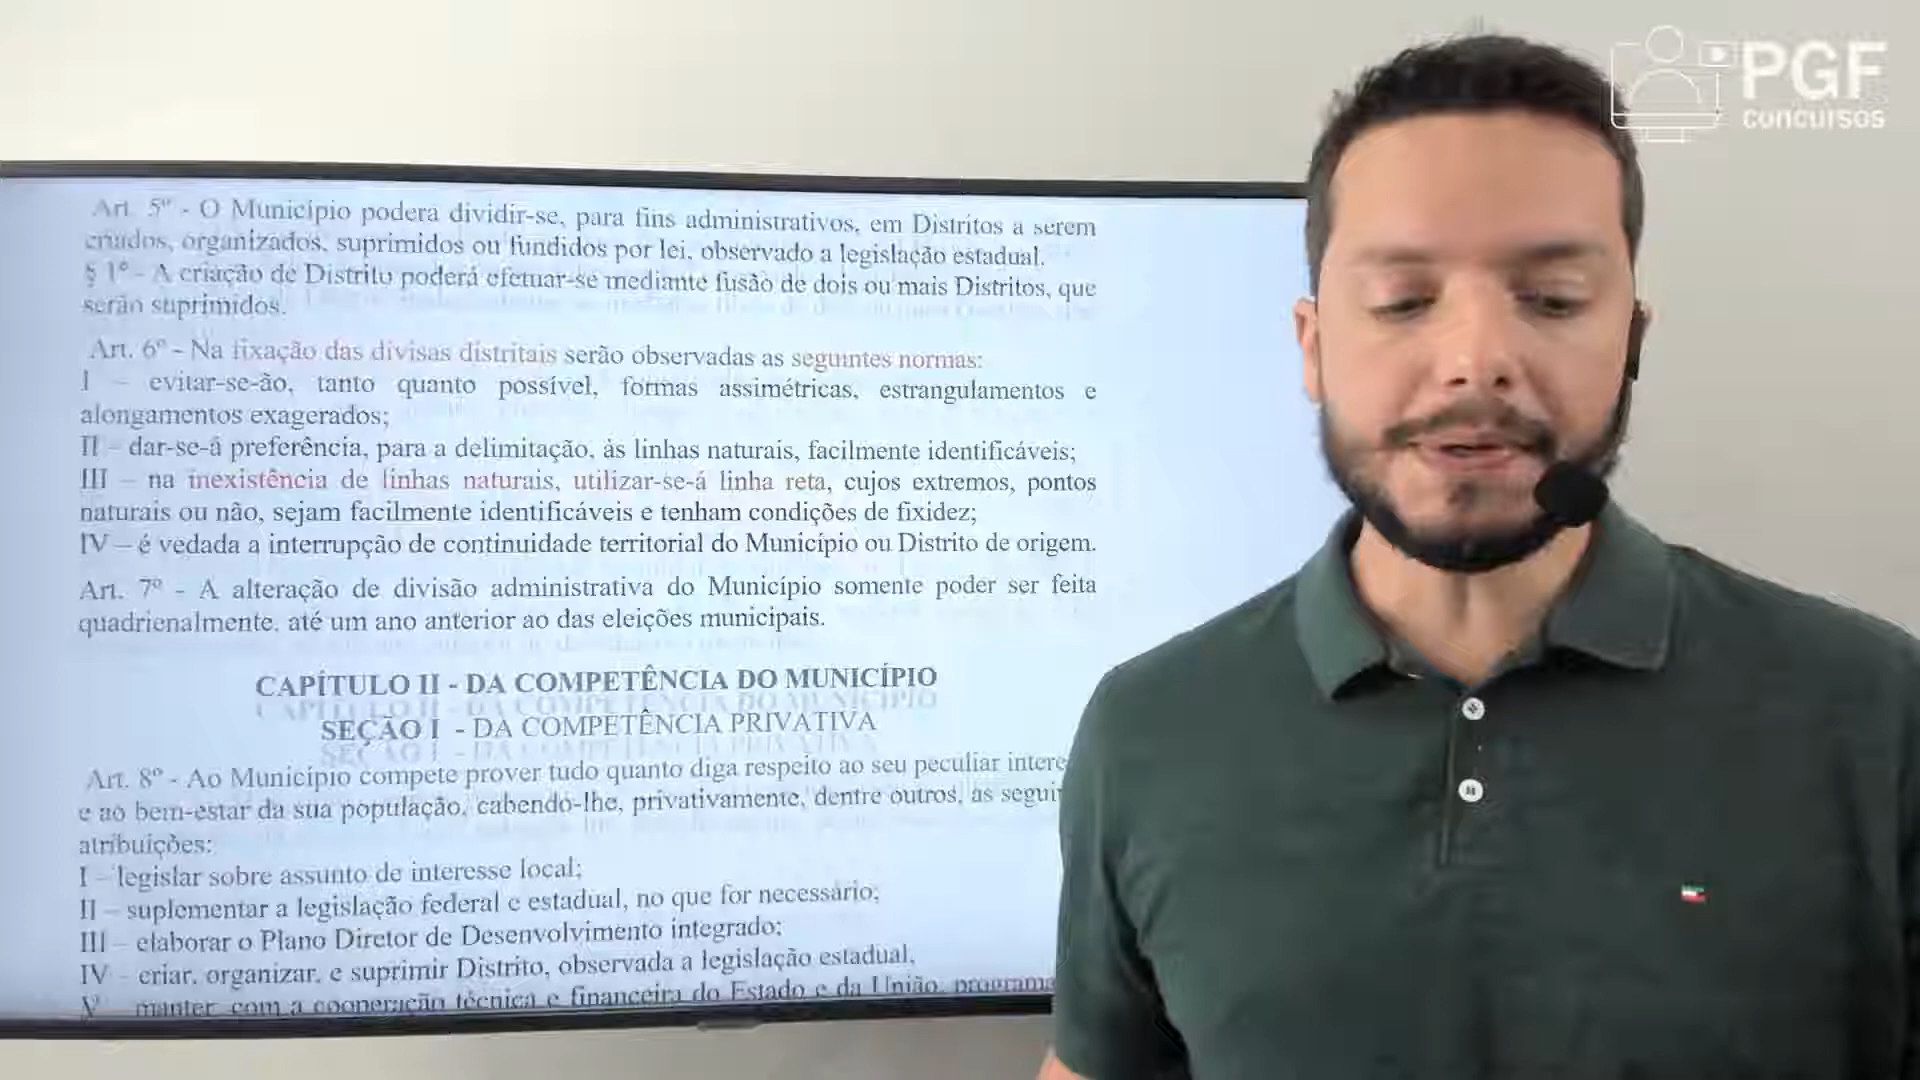 PGF
concursos
Art. 5º - O Município poderá dividir-se, para fins administrativos, em Distritos a serem
criados, organizados, suprimidos ou fundidos por lei, observado a legislação estadual.
§ 1º - A criação de Distrito poderá efetuar-se mediante fusão de dois ou mais Distritos, que
serão suprimidos.
Art. 6º - Na fixação das divisas distritais serão observadas as seguintes normas:
I – evitar-se-ão, tanto quanto possível, formas assimétricas, estrangulamentos e
alongamentos exagerados;
II – dar-se-á preferência, para a delimitação, às linhas naturais, facilmente identificáveis;
III – na inexistência de linhas naturais, utilizar-se-á linha reta, cujos extremos, pontos
naturais ou não, sejam facilmente identificáveis e tenham condições de fixidez;
IV – é vedada a interrupção de continuidade territorial do Município ou Distrito de origem.
Art. 7º - A alteração de divisão administrativa do Município somente poder ser feita
quadrienalmente, até um ano anterior ao das eleições municipais.
CAPÍTULO II - DA COMPETÊNCIA DO MUNICÍPIO
SEÇÃO I - DA COMPETÊNCIA PRIVATIVA
Art. 8º - Ao Município compete prover tudo quanto diga respeito ao seu peculiar intere
e ao bem-estar da sua população, cabendo-lhe, privativamente, dentre outros, as segui
atribuições:
I – legislar sobre assunto de interesse local;
II – suplementar a legislação federal e estadual, no que for necessário;
III – elaborar o Plano Diretor de Desenvolvimento integrado;
IV – criar, organizar, e suprimir Distrito, observada a legislação estadual,
V – manter, com a cooperação técnica e financeira do Estado e da União, programa